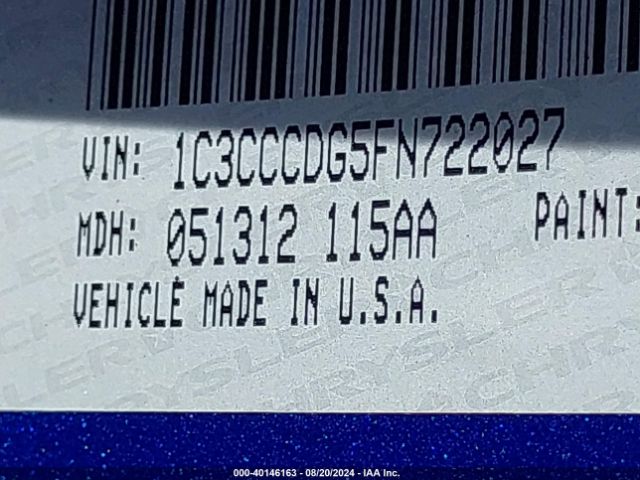 VIN: 1C3CCCDG5FN722027
MDH: 051312 115AA PAINT:
VEHICLE MADE IN U.S.A.
000-40146163 - 08/20/2024 - IAA Inc.